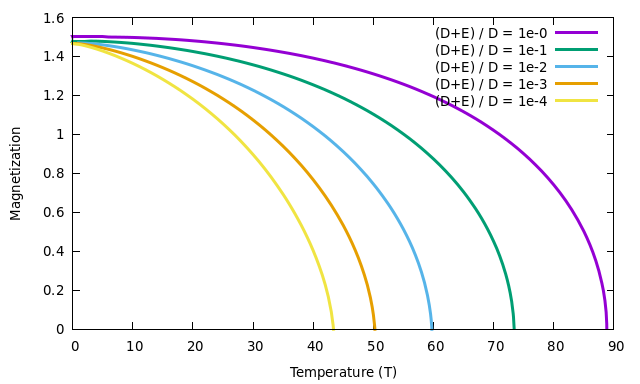 1.6
(D+E) / D = 1e-0
(D+E) / D = 1e-1
1.4
(D+E) / D = 1e-2
(D+E) / D = 1e-3
1.2
(D+E) / D = 1e-4
1
Magnetization
0.8
0.6
0.4
0.2
0
0 10 20 30 40 50 60 70 80 90
Temperature (T)